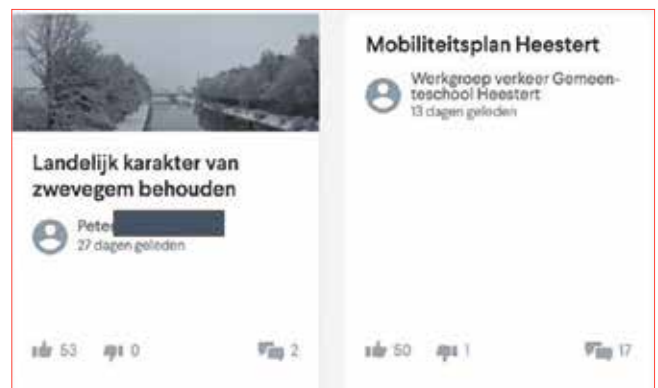 Landelijk karakter van
zwevegem behouden
Peter
27 dagen geleden
53 0 2
Mobiliteitsplan Heestert
Werkgroep verkeer Gemeen-
teschool Heestert
13 dagen geleden
50 1 17